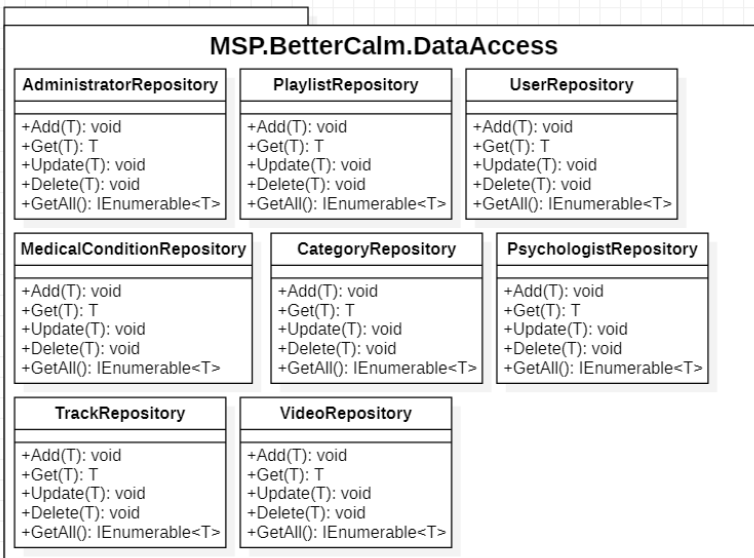 MSP.BetterCalm.DataAccess
AdministratorRepository
+Add(T): void
+Get(T): T
+Update(T): void
+Delete(T): void
+GetAll(): IEnumerable<T>
PlaylistRepository
+Add(T): void
+Get(T): T
+Update(T): void
+Delete(T): void
+GetAll(): IEnumerable<T>
UserRepository
+Add(T): void
+Get(T): T
+Update(T): void
+Delete(T): void
+GetAll(): IEnumerable<T>
MedicalConditionRepository
+Add(T): void
+Get(T): T
+Update(T): void
+Delete(T): void
+GetAll(): IEnumerable<T>
CategoryRepository
+Add(T): void
+Get(T): T
+Update(T): void
+Delete(T): void
+GetAll(): IEnumerable<T>
PsychologistRepository
+Add(T): void
+Get(T): T
+Update(T): void
+Delete(T): void
+GetAll(): IEnumerable<T>
TrackRepository
+Add(T): void
+Get(T): T
+Update(T): void
+Delete(T): void
+GetAll(): IEnumerable<T>
VideoRepository
+Add(T): void
+Get(T): T
+Update(T): void
+Delete(T): void
+GetAll(): IEnumerable<T>